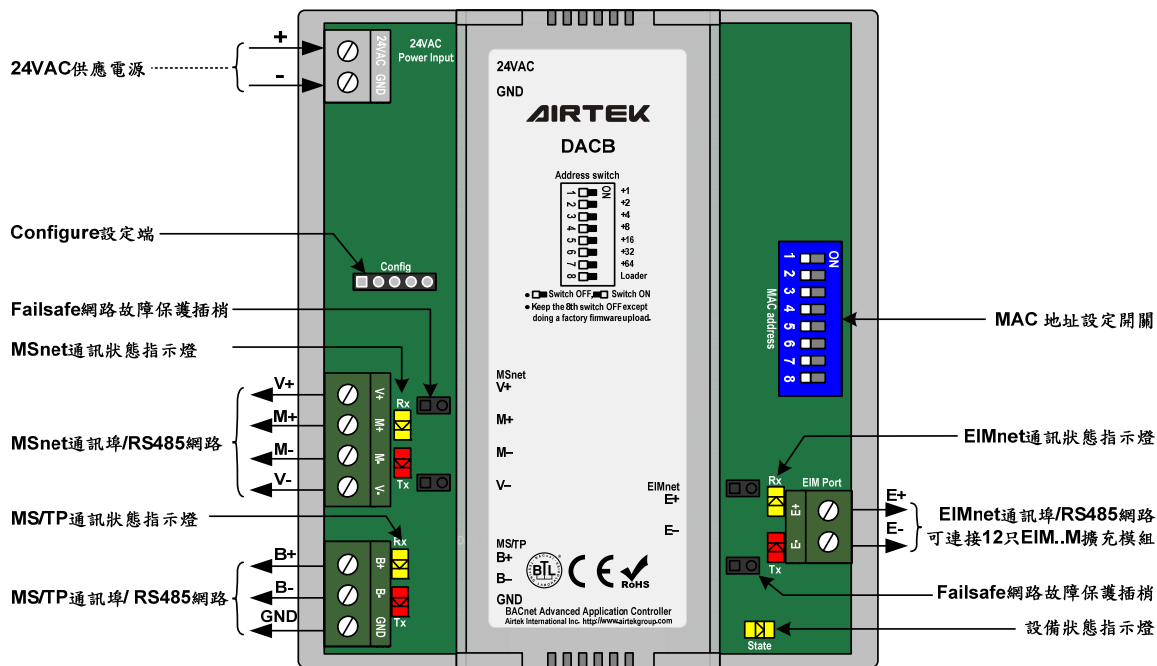 24VAC供應電源
+
-
24VAC GND
24VAC
Power Input
Configure設定端
Config
Failsafe網路故障保護插梢
MSnet通訊狀態指示燈
MSnet通訊埠/RS485網路
V+
M+
M-
V-
V+
M+
M-
V-
Rx
Tx
MS/TP通訊狀態指示燈
MS/TP通訊埠/ RS485網路
B+
B-
GND
B+
B-
GND
Rx
Tx
24VAC
GND
AIRTEK
DACB
Address switch
ON
1 +1
2 +2
3 +4
4 +8
5 +16
6 +32
7 +64
8 Loader
● Switch OFF, Switch ON
● Keep the 8th switch OFF except
doing a factory firmware upload.
MSnet
V+
M+
M–
V–
EIMnet
E+
E–
MS/TP
B+
B–
GND
BTL
CE
RoHS
BACnet Advanced Application Controller
Airtek International Inc. http://www.airtekgroup.com
ON
1
2
3
4
5
6
7
8
MAC address
MAC 地址設定開關
EIMnet通訊狀態指示燈
Rx
Tx
EIM Port
E+
E-
E+
E-
EIMnet通訊埠/RS485網路
可連接12只EIM..M擴充模組
Failsafe網路故障保護插梢
State
設備狀態指示燈